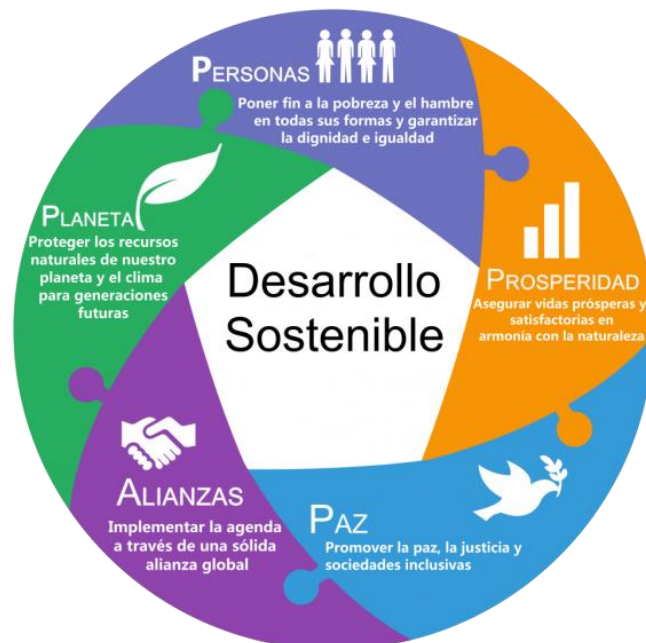 PERSONAS
Poner fin a la pobreza y el hambre
en todas sus formas y garantizar
la dignidad e igualdad
PROSPERIDAD
Asegurar vidas prósperas y
satisfactorias en
armonía con la naturaleza
PAZ
Promover la paz, la justicia y
sociedades inclusivas
ALIANZAS
Implementar la agenda
a través de una sólida
alianza global
PLANETA
Proteger los recursos
naturales de nuestro
planeta y el clima
para generaciones
futuras
Desarrollo
Sostenible